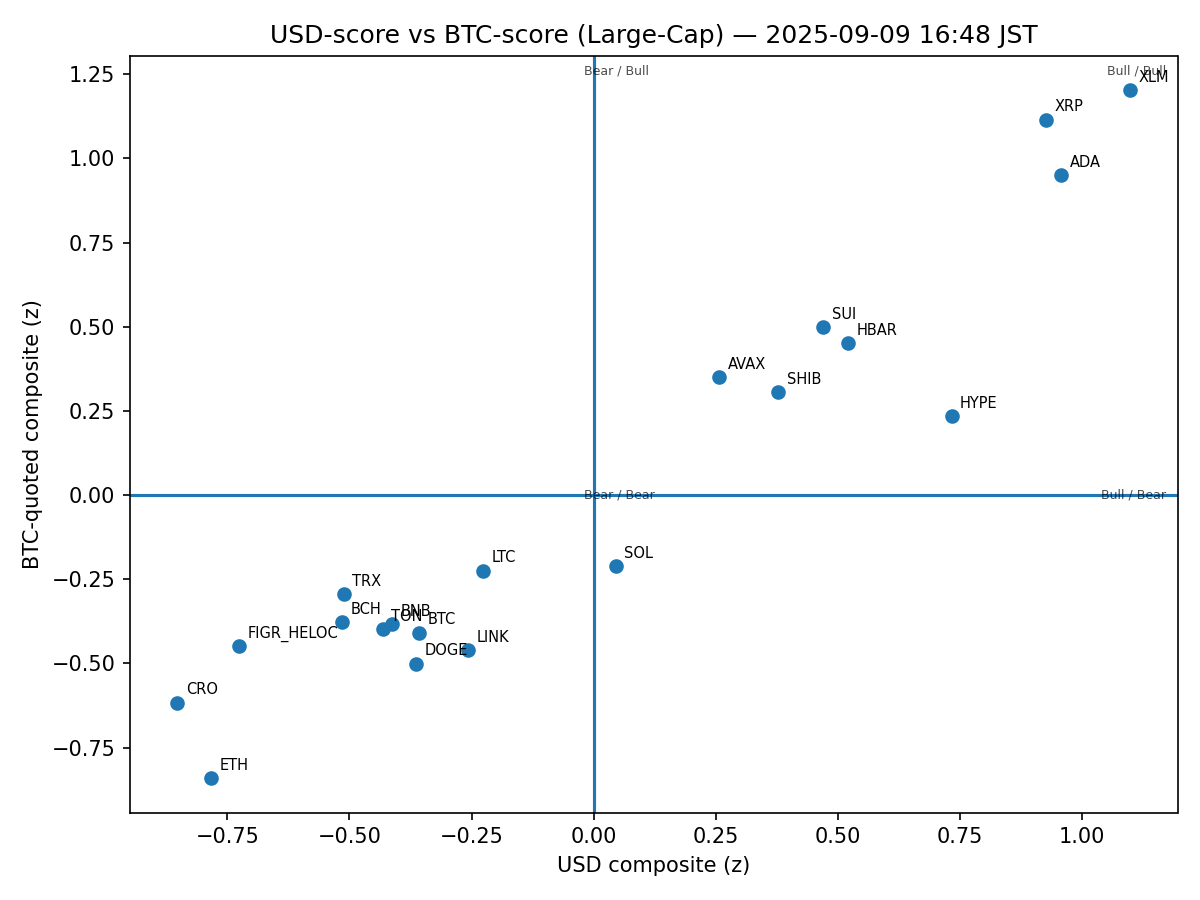 USD-score vs BTC-score (Large-Cap) — 2025-09-09 16:48 JST
Bear / Bull
Bull / Bull
XLM
XRP
ADA
SUI
HBAR
AVAX
SHIB
HYPE
Bear / Bear
Bull / Bear
LTC
SOL
TRX
BCH
BNB
TON
BTC
FIGR_HELOC
LINK
DOGE
CRO
ETH
1.25
1.00
0.75
0.50
0.25
0.00
−0.25
−0.50
−0.75
BTC-quoted composite (z)
−0.75
−0.50
−0.25
0.00
0.25
0.50
0.75
1.00
USD composite (z)